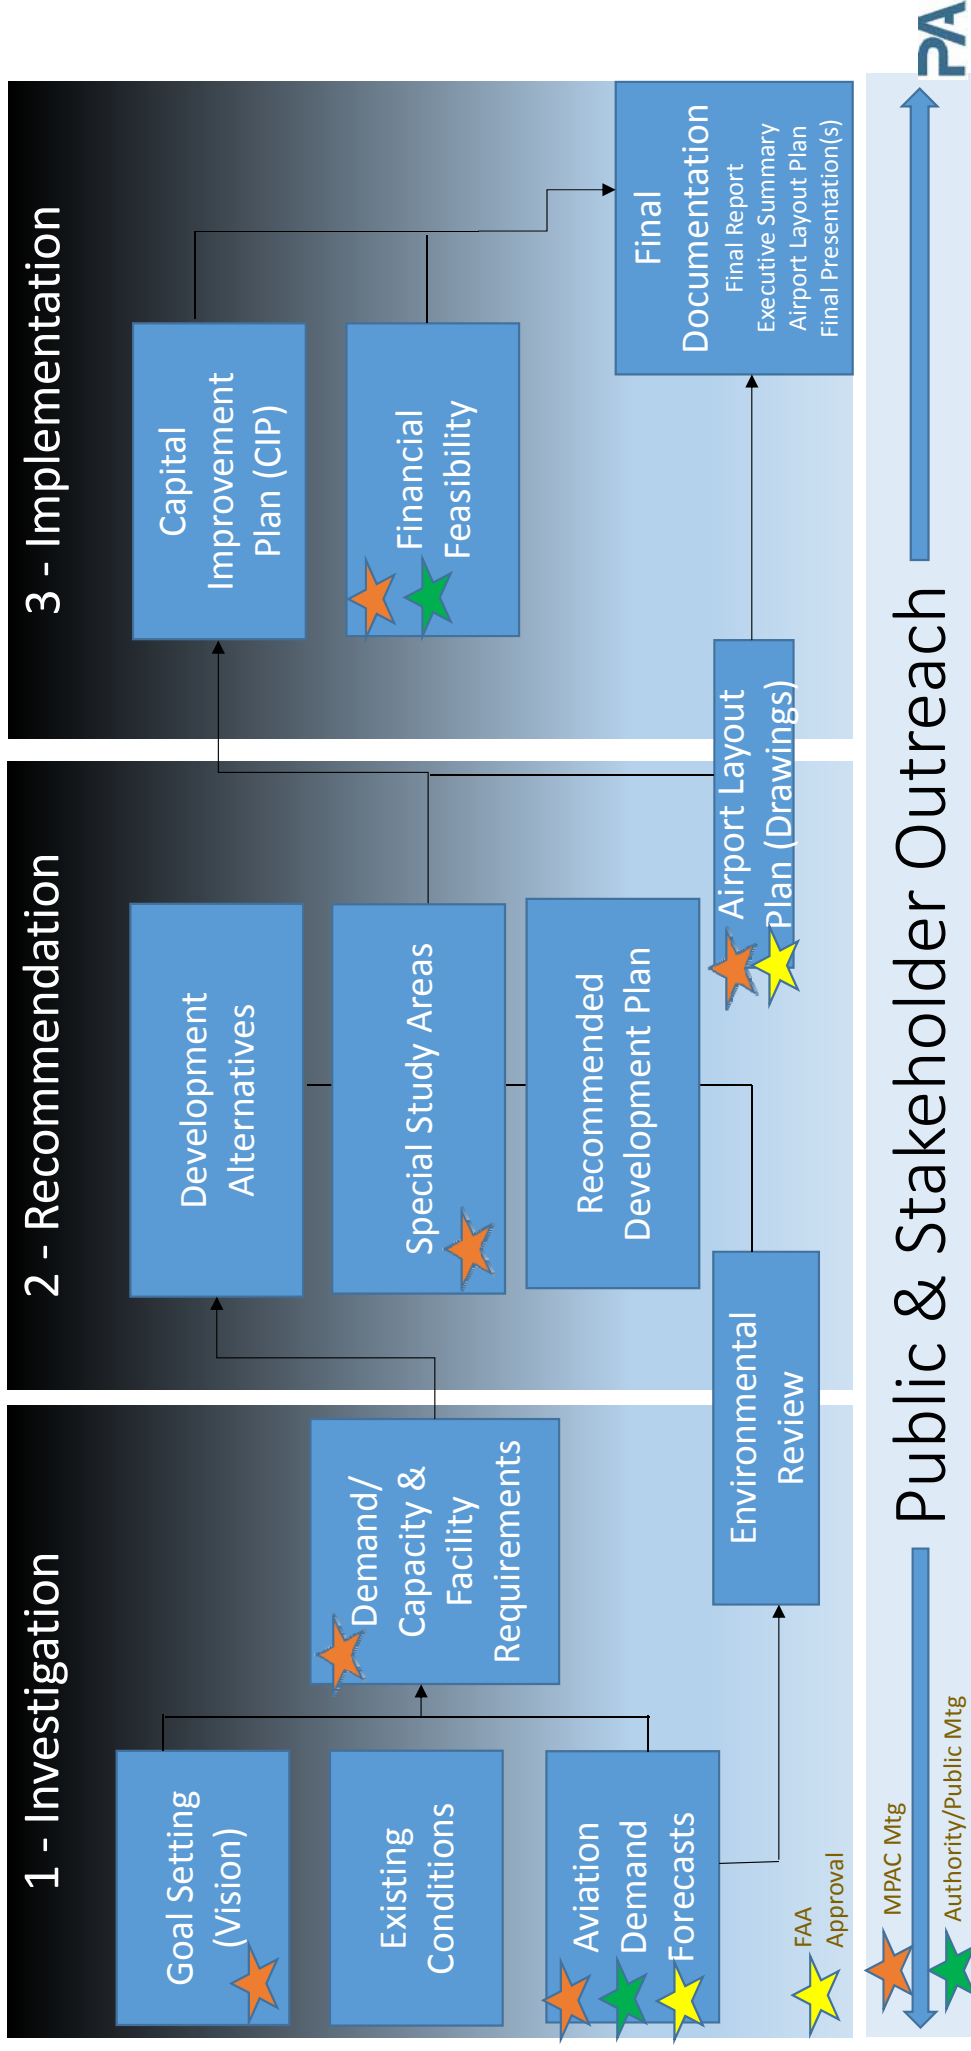 1 - Investigation
Goal Setting
(Vision)
Existing
Conditions
Aviation
Demand
Forecasts
Demand/
Capacity &
Facility
Requirements
Environmental
Review
2 - Recommendation
Development
Alternatives
Special Study Areas
Recommended
Development Plan
Airport Layout
Plan (Drawings)
3 - Implementation
Capital
Improvement
Plan (CIP)
Financial
Feasibility
Final
Documentation
Final Report
Executive Summary
Airport Layout Plan
Final Presentation(s)
FAA
Approval
MPAC Mtg
Authority/Public Mtg
Public & Stakeholder Outreach
PA